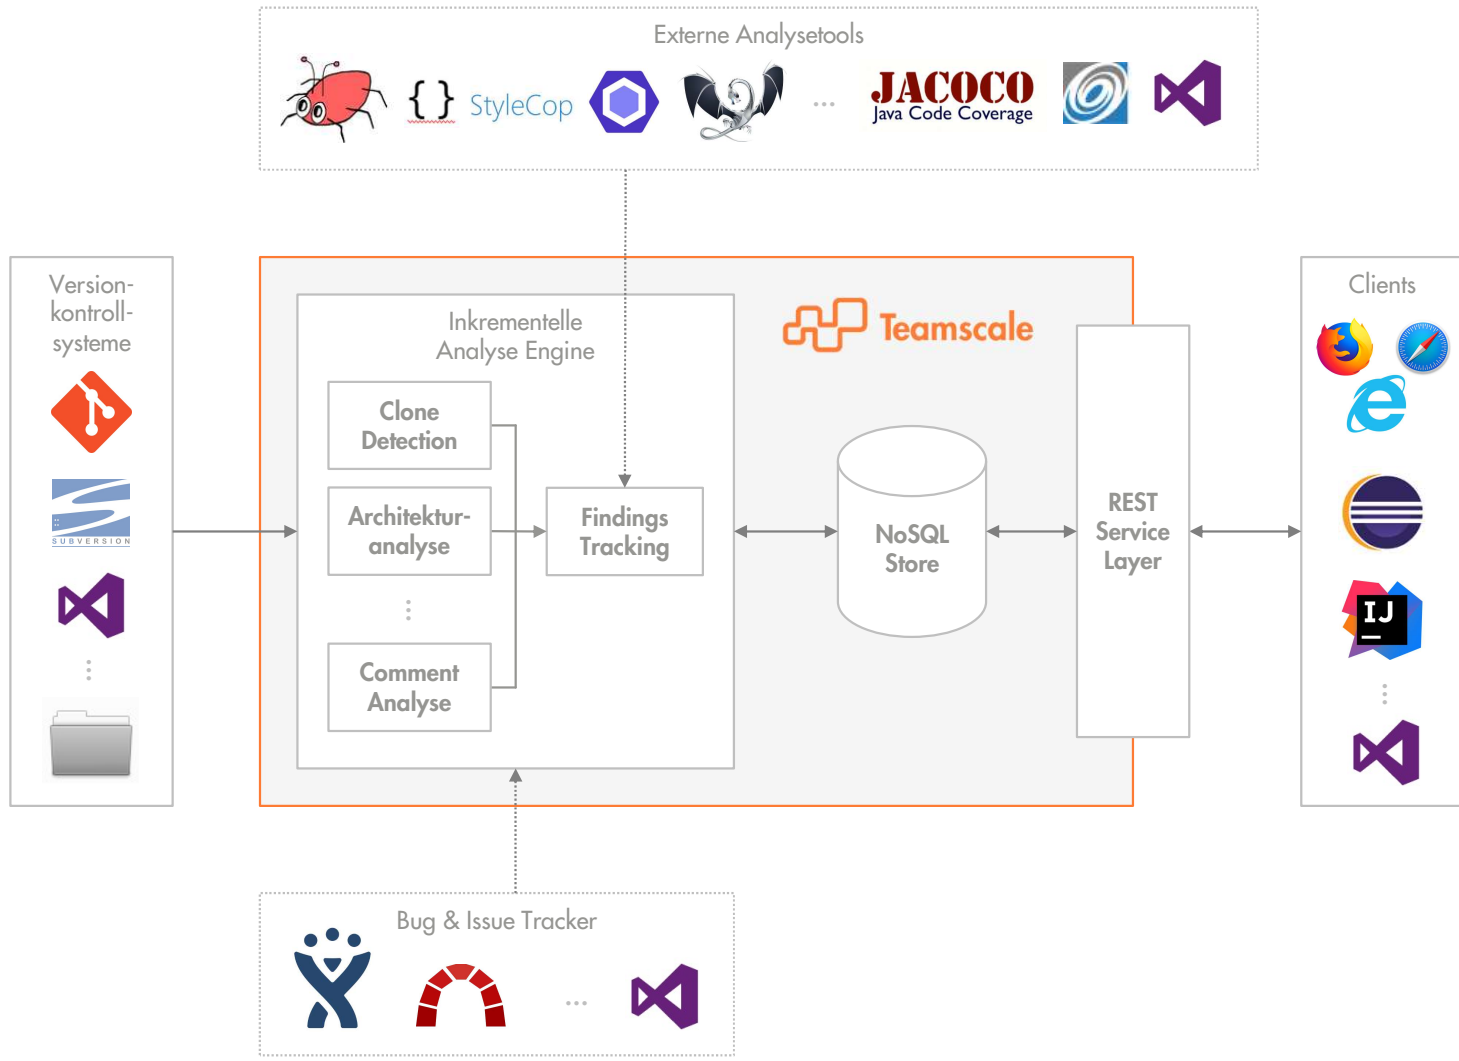 Externe Analysetools
{} StyleCop
...
JACOCO
Java Code Coverage
Version-
kontroll-
systeme
SUBVERSION
Inkrementelle
Analyse Engine
Clone
Detection
Architektur-
analyse
Comment
Analyse
Findings
Tracking
Teamscale
NoSQL
Store
REST
Service
Layer
Clients
IJ
Bug & Issue Tracker
...